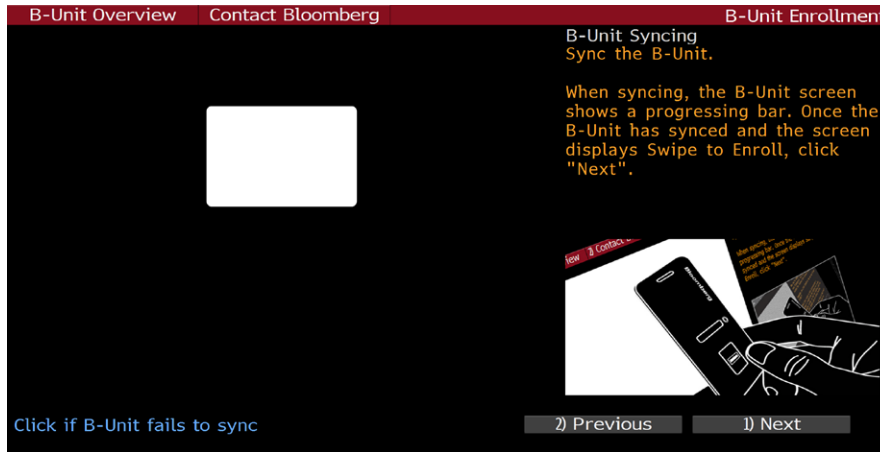 B-Unit Overview
Contact Bloomberg
B-Unit Enrollment
B-Unit Syncing
Sync the B-Unit.
When syncing, the B-Unit screen
shows a progressing bar. Once the
B-Unit has synced and the screen
displays Swipe to Enroll, click
"Next".
Bloomberg
Click if B-Unit fails to sync
2) Previous
1) Next